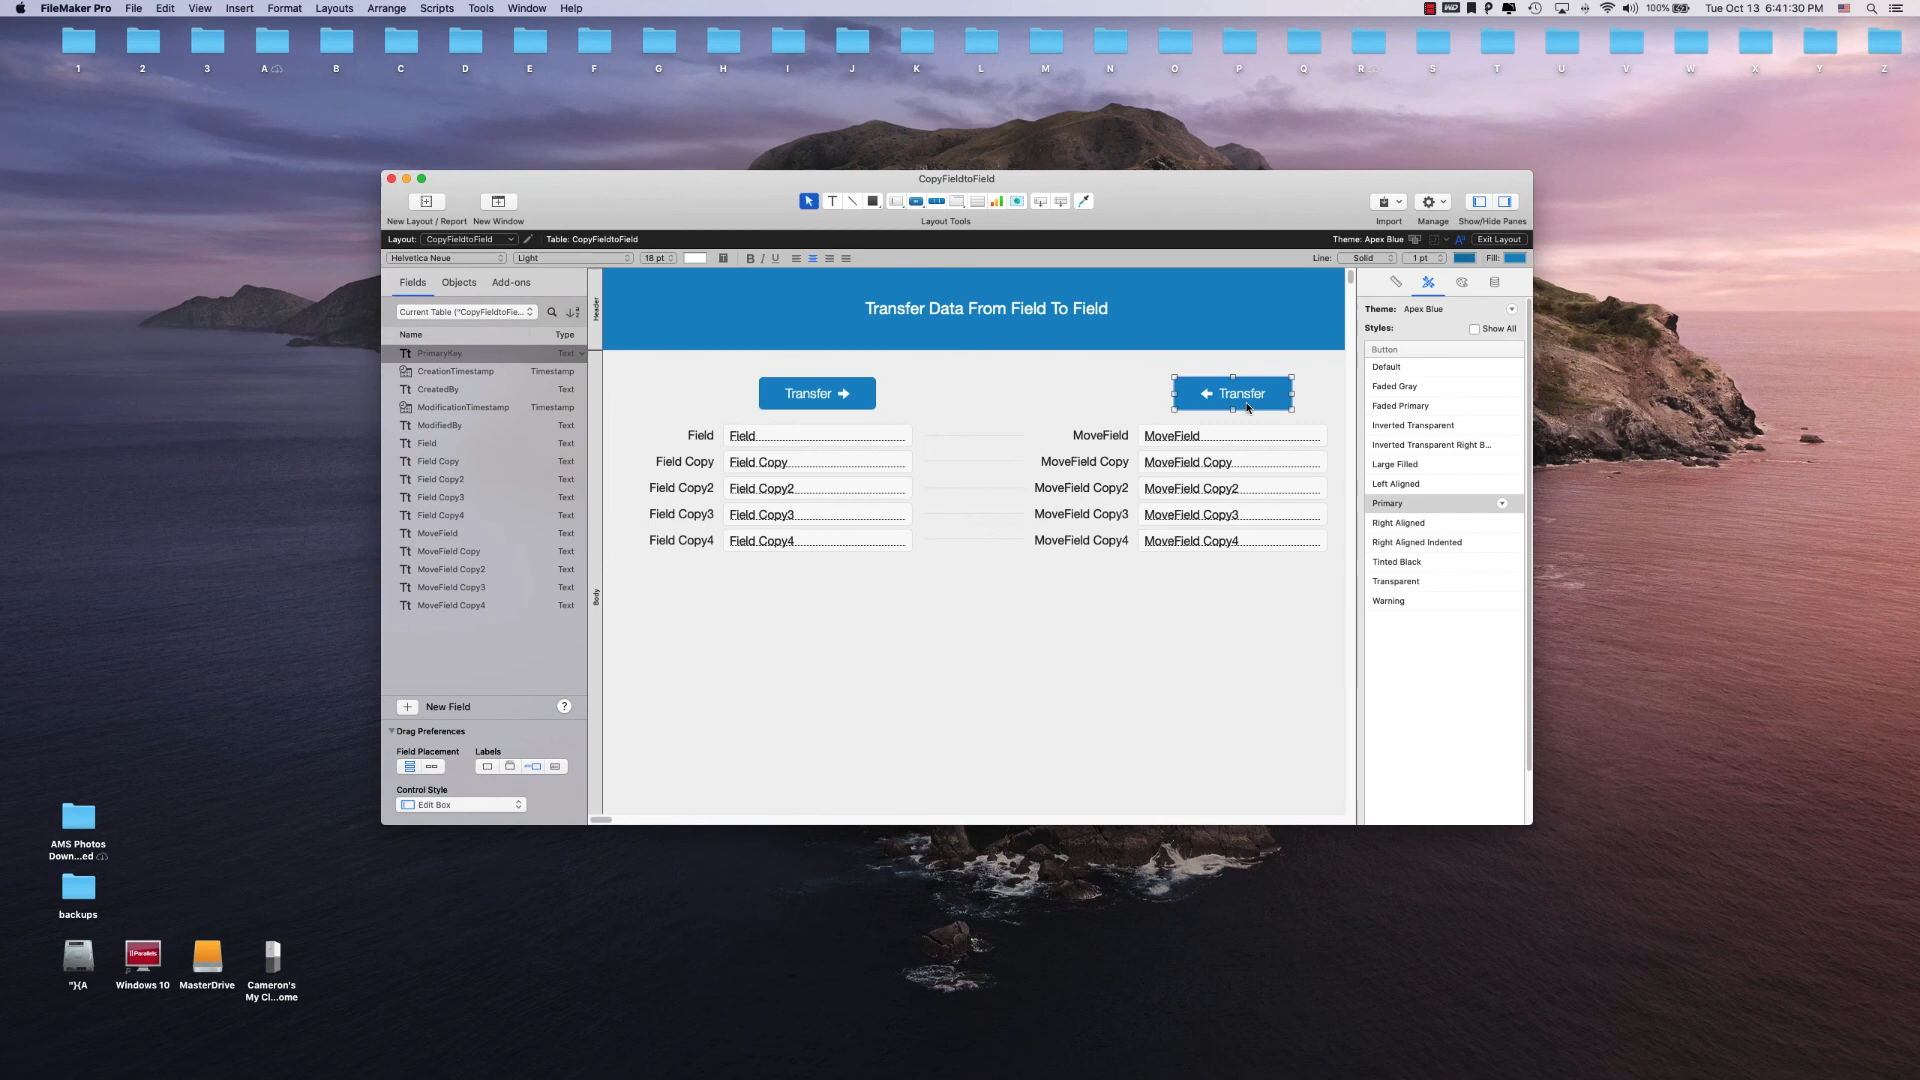 FileMaker Pro File Edit View Insert Format Layouts Arrange Scripts Tools Window Help
100% Tue Oct 13 6:41:30 PM
1 2 3 A B C D E F G H I J K L M N O P Q R S T U V W X Y Z
CopyFieldtoField
New Layout / Report New Window Layout Tools Import Manage Show/Hide Panes
Layout: CopyFieldtoField Table: CopyFieldtoField Theme: Apex Blue Exit Layout
Helvetica Neue Light 18 pt B I U Line: Solid 1 pt Fill:
Fields Objects Add-ons
Current Table ("CopyFieldtoFie...
Name Type
PrimaryKey Text
CreationTimestamp Timestamp
CreatedBy Text
ModificationTimestamp Timestamp
ModifiedBy Text
Field Text
Field Copy Text
Field Copy2 Text
Field Copy3 Text
Field Copy4 Text
MoveField Text
MoveField Copy Text
MoveField Copy2 Text
MoveField Copy3 Text
MoveField Copy4 Text
New Field ?
Drag Preferences
Field Placement Labels
Control Style
Edit Box
Header
Body
Transfer Data From Field To Field
Transfer → ← Transfer
Field Field MoveField MoveField
Field Copy Field Copy MoveField Copy MoveField Copy
Field Copy2 Field Copy2 MoveField Copy2 MoveField Copy2
Field Copy3 Field Copy3 MoveField Copy3 MoveField Copy3
Field Copy4 Field Copy4 MoveField Copy4 MoveField Copy4
Theme: Apex Blue
Styles: Show All
Button
Default
Faded Gray
Faded Primary
Inverted Transparent
Inverted Transparent Right B...
Large Filled
Left Aligned
Primary
Right Aligned
Right Aligned Indented
Tinted Black
Transparent
Warning
AMS Photos
Down...ed
backups
|| Parallels
"}{A Windows 10 MasterDrive Cameron's
My Cl...ome